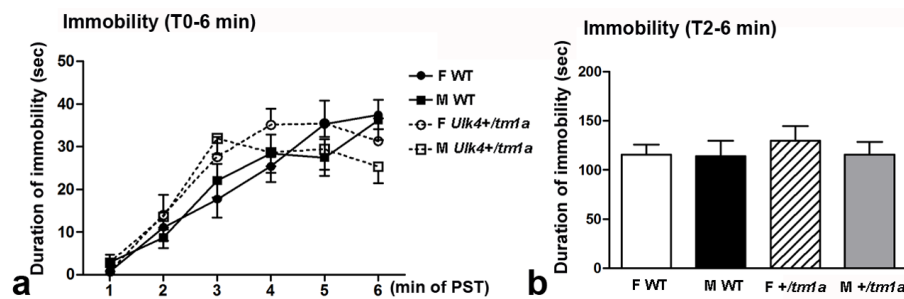 Immobility (T0-6 min)
Duration of immobility (sec)
50
40
30
20
10
0
1 2 3 4 5 6 (min of PST)
F WT
M WT
F Ulk4+/tm1a
M Ulk4+/tm1a
a
Immobility (T2-6 min)
Duration of immobility (sec)
200
150
100
50
0
F WT M WT F +/tm1a M +/tm1a
b